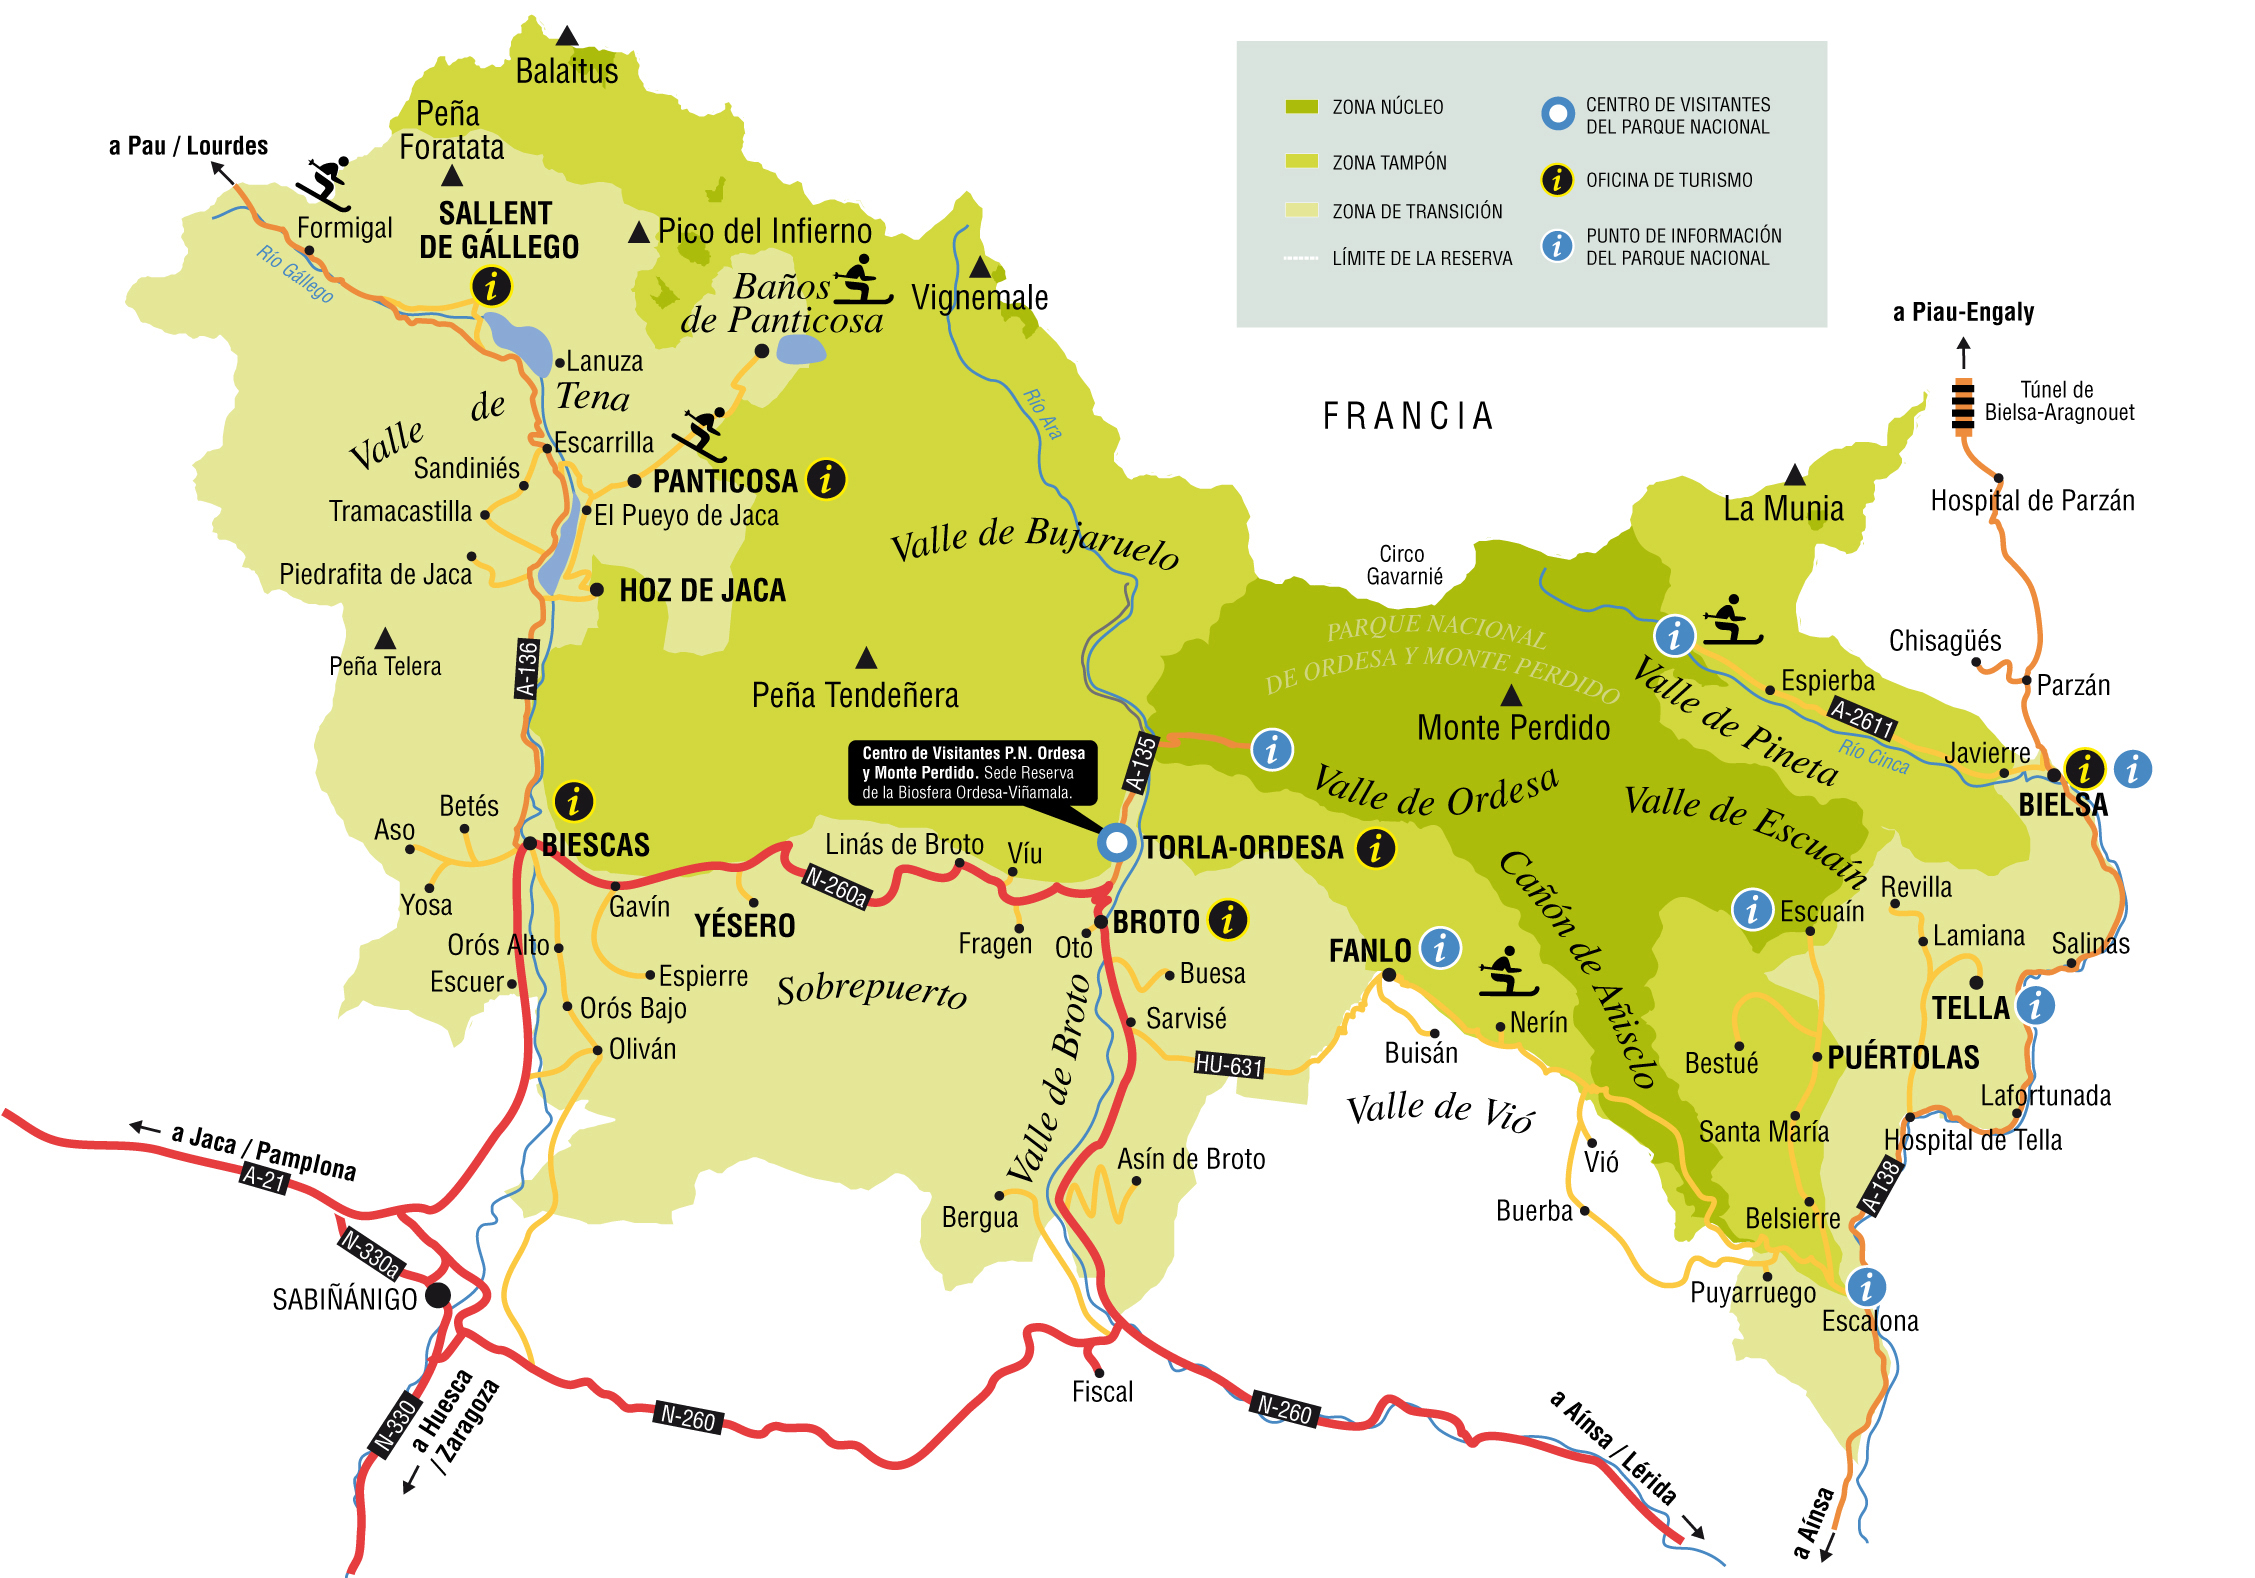 Balaitus
Peña
Foratata
a Pau / Lourdes
Formigal
SALLENT
DE GÁLLEGO
Río Gállego
Pico del Infierno
Baños
de Panticosa
Vignemale
ZONA NÚCLEO
ZONA TAMPÓN
ZONA DE TRANSICIÓN
LÍMITE DE LA RESERVA
CENTRO DE VISITANTES
DEL PARQUE NACIONAL
OFICINA DE TURISMO
PUNTO DE INFORMACIÓN
DEL PARQUE NACIONAL
a Piau-Engaly
Túnel de
Bielsa-Aragnouet
FRANCIA
Lanuza
Valle de Tena
Río Ara
Escarrilla
Sandiniés
Tramacastilla
PANTICOSA
El Pueyo de Jaca
Piedrafita de Jaca
HOZ DE JACA
Valle de Bujaruelo
Circo
Gavarnié
La Munia
Hospital de Parzán
Peña Telera
A-136
Peña Tendeñera
PARQUE NACIONAL
DE ORDESA Y MONTE PERDIDO
Monte Perdido
Valle de Pineta
Espierba
A-2611
Río Cinca
Chisagüés
Parzán
Javierre
BIELSA
Centro de Visitantes P.N. Ordesa
y Monte Perdido. Sede Reserva
de la Biosfera Ordesa-Viñamala.
A-135
Valle de Ordesa
Valle de Escuaín
Betés
Aso
Yosa
BIESCAS
Gavín
YÉSERO
N-260a
Linás de Broto
Víu
TORLA-ORDESA
Fragen
Oto
BROTO
FANLO
Cañón de Añisclo
Escuaín
Revilla
Lamiana
Salinas
TELLA
Orós Alto
Escuer
Espierre
Orós Bajo
Oliván
Sobrepuerto
Valle de Broto
Buesa
Sarvisé
HU-631
Buisán
Nerín
Valle de Vió
Bestué
PUÉRTOLAS
Lafortunada
Santa María
Hospital de Tella
Vió
Buerba
Belsierre
A-138
Puyarruego
Escalona
Asín de Broto
Bergua
a Jaca / Pamplona
A-21
N-330a
SABIÑÁNIGO
N-330
a Huesca
/ Zaragoza
N-260
Fiscal
N-260
a Aínsa / Lérida
a Aínsa